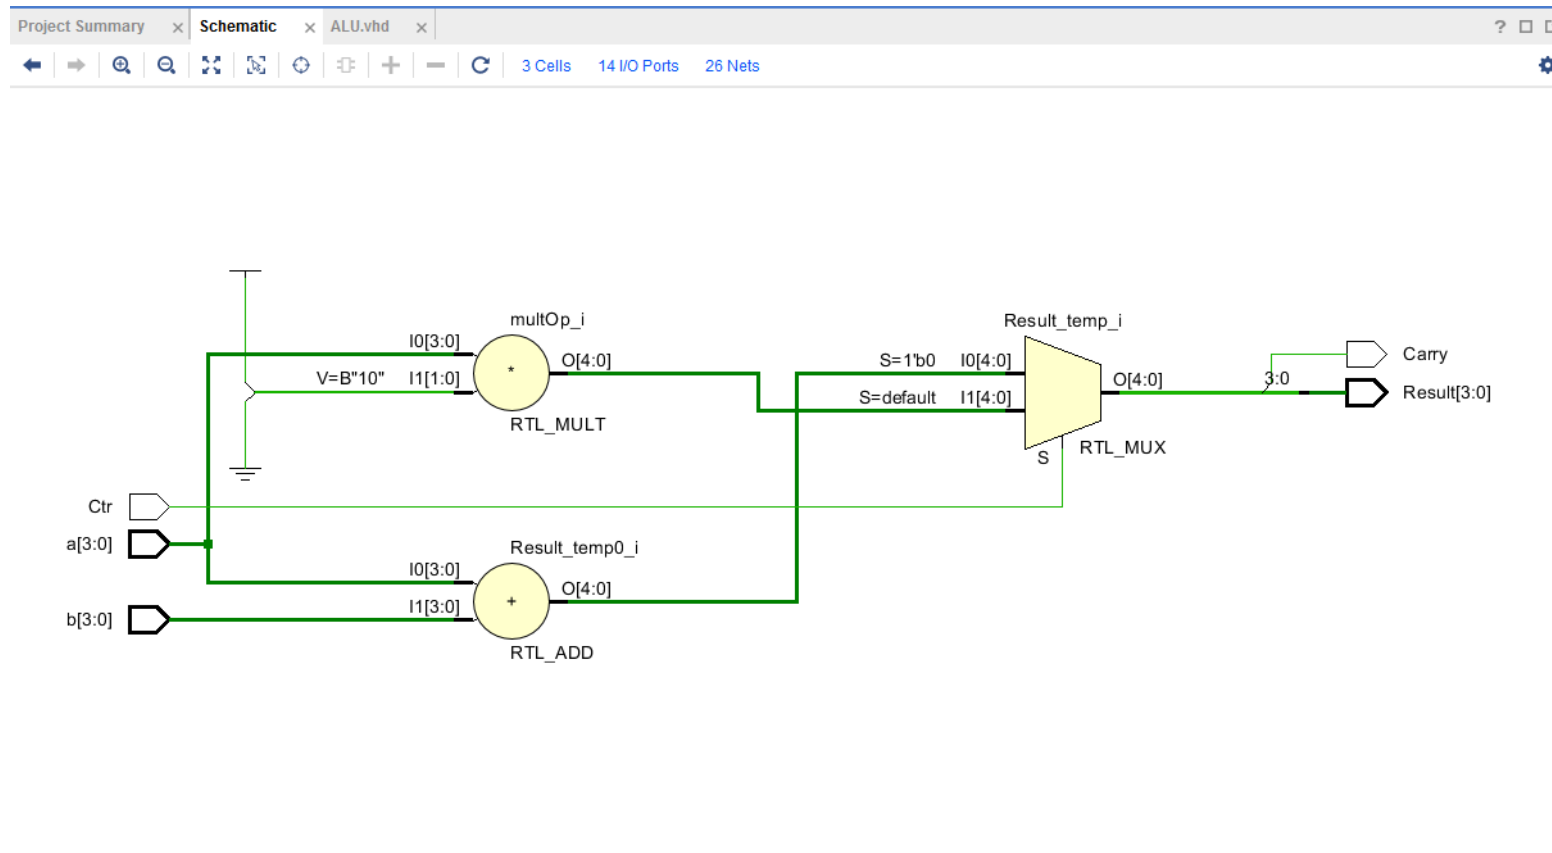 Project Summary × Schematic × ALU.vhd ×
?
3 Cells 14 I/O Ports 26 Nets
multOp_i
I0[3:0]
V=B"10" I1[1:0]
*
O[4:0]
RTL_MULT
Result_temp_i
S=1'b0 I0[4:0]
S=default I1[4:0]
O[4:0]
S
RTL_MUX
3:0
Carry
Result[3:0]
Ctr
a[3:0]
b[3:0]
Result_temp0_i
I0[3:0]
I1[3:0]
+
O[4:0]
RTL_ADD